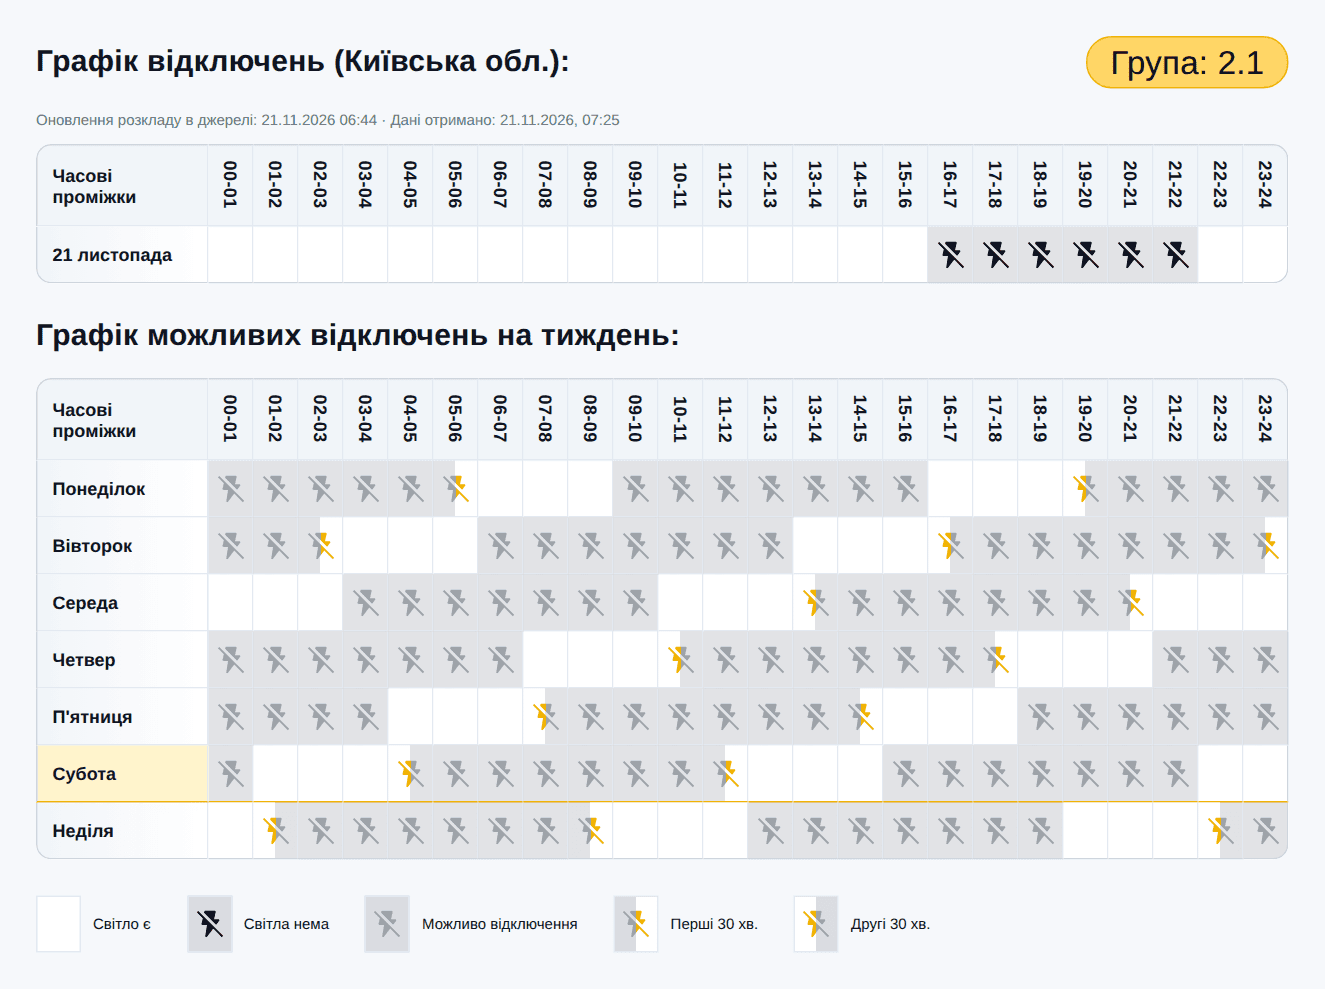 Графік відключень (Київська обл.):
Група: 2.1
Оновлення розкладу в джерелі: 21.11.2026 06:44 · Дані отримано: 21.11.2026, 07:25
Часові проміжки 00-01 01-02 02-03 03-04 04-05 05-06 06-07 07-08 08-09 09-10 10-11 11-12 12-13 13-14 14-15 15-16 16-17 17-18 18-19 19-20 20-21 21-22 22-23 23-24
21 листопада
Графік можливих відключень на тиждень:
Часові проміжки 00-01 01-02 02-03 03-04 04-05 05-06 06-07 07-08 08-09 09-10 10-11 11-12 12-13 13-14 14-15 15-16 16-17 17-18 18-19 19-20 20-21 21-22 22-23 23-24
Понеділок
Вівторок
Середа
Четвер
П'ятниця
Субота
Неділя
Світло є Світла нема Можливо відключення Перші 30 хв. Другі 30 хв.